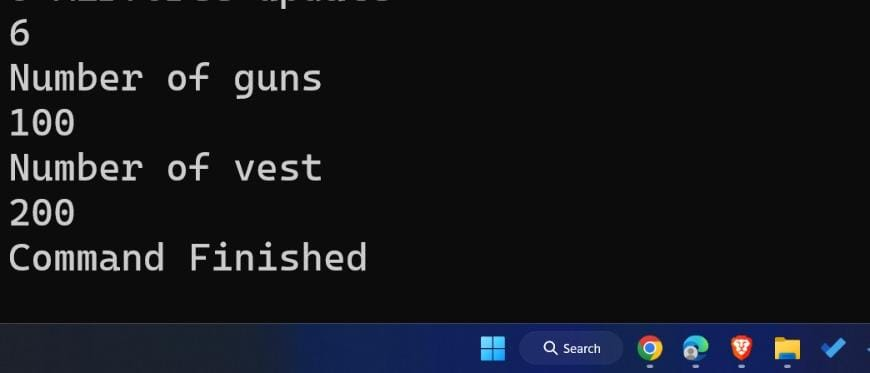 6
Number of guns
100
Number of vest
200
Command Finished
Search